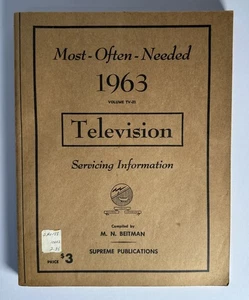 Most-Often-Needed
1963
VOLUME TV-22
Television
Servicing Information
Compiled by
M. N. BEITMAN
SUPREME PUBLICATIONS
PRICE $3